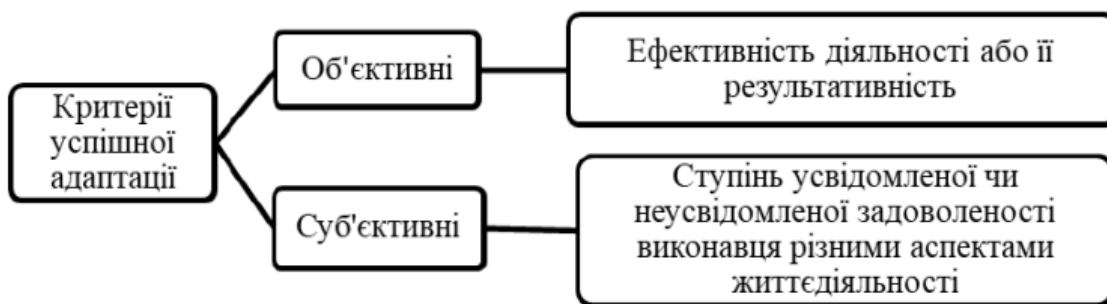 Критерії
успішної
адаптації
Об'єктивні
Ефективність діяльності або її
результативність
Суб'єктивні
Ступінь усвідомленої чи
неусвідомленої задоволеності
виконавця різними аспектами
життєдіяльності